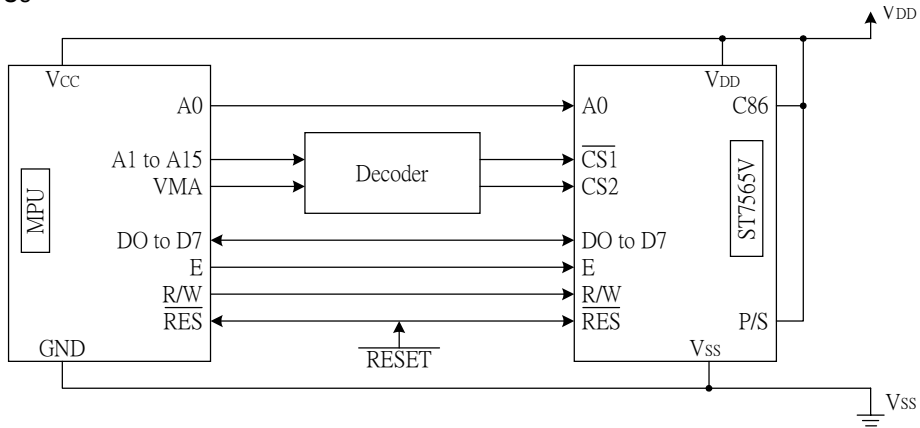 VDD
VCC
VDD
A0
A0
C86
A1 to A15
Decoder
CS1
VMA
CS2
MPU
ST7565V
DO to D7
DO to D7
E
E
R/W
R/W
RES
RES
P/S
RESET
GND
VSS
VSS